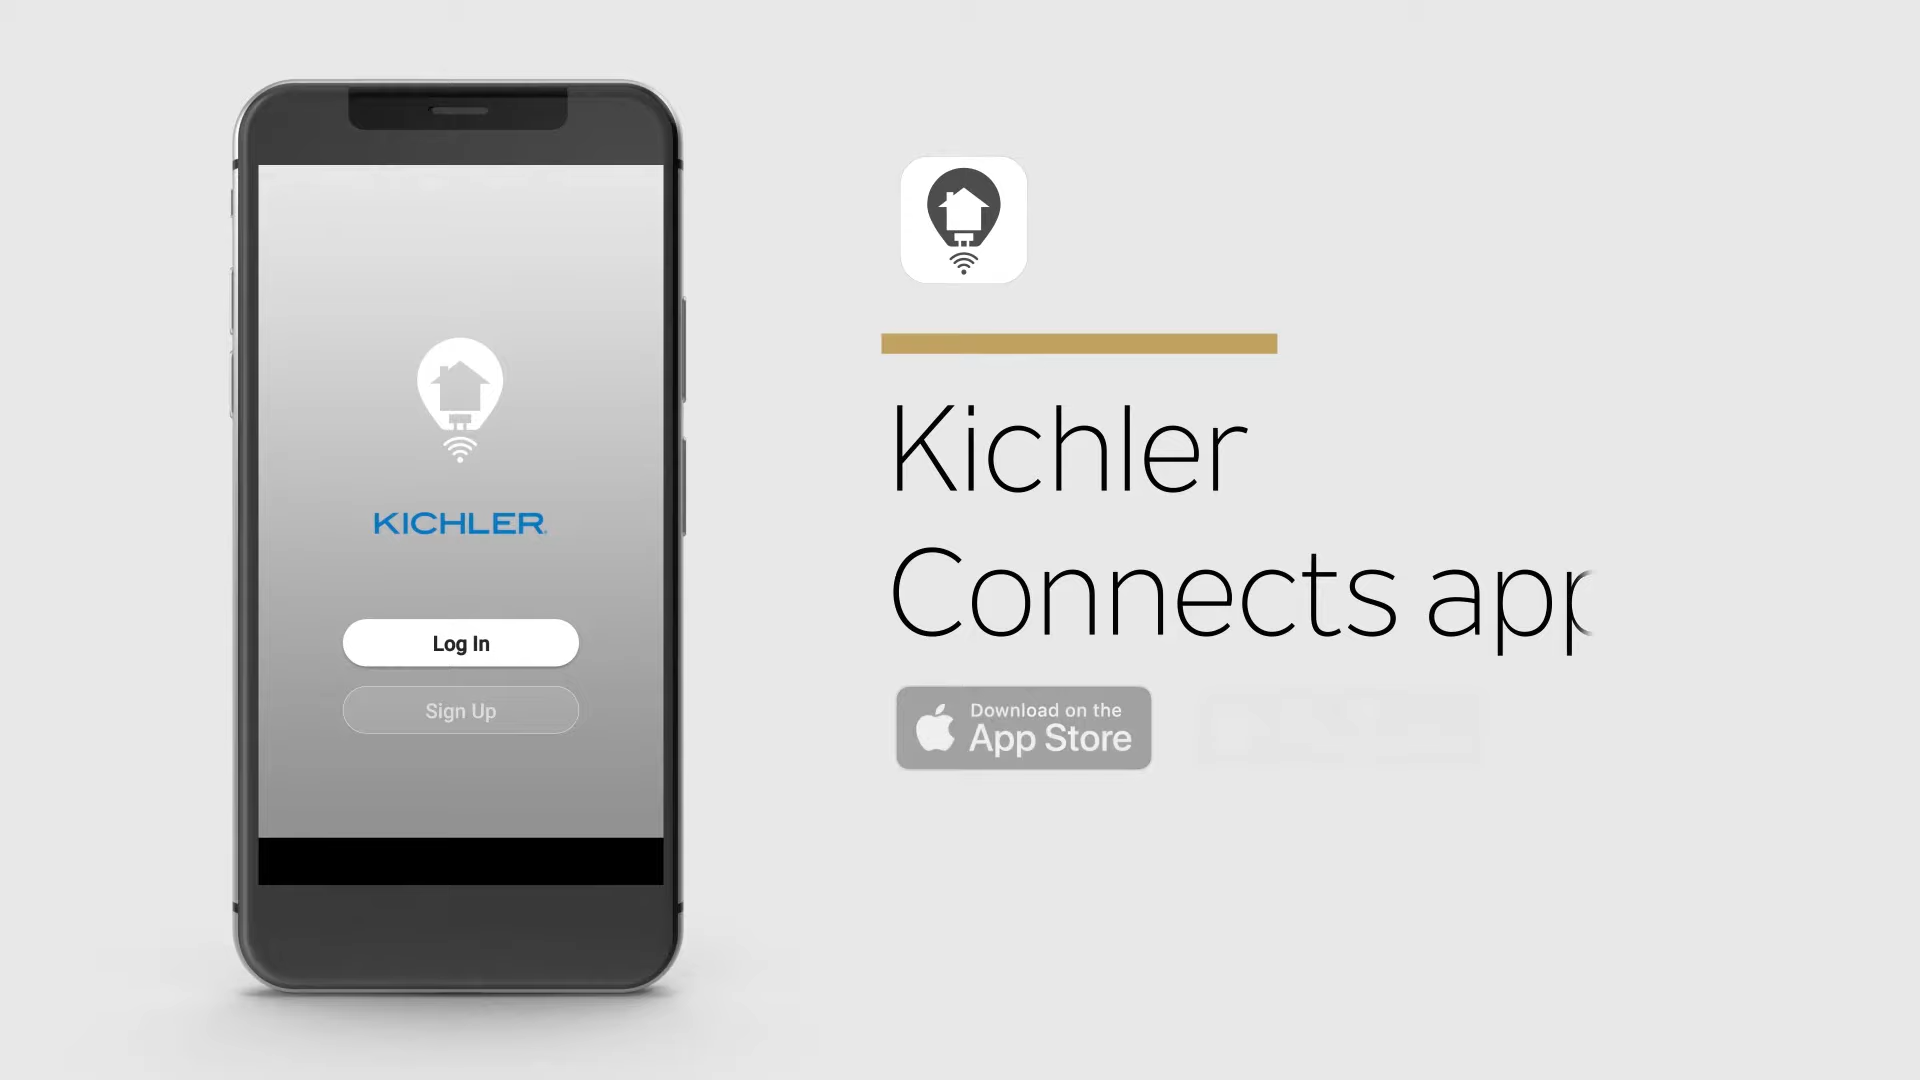 KICHLER
Log In
Sign Up
Kichler
Connects app
Download on the
App Store